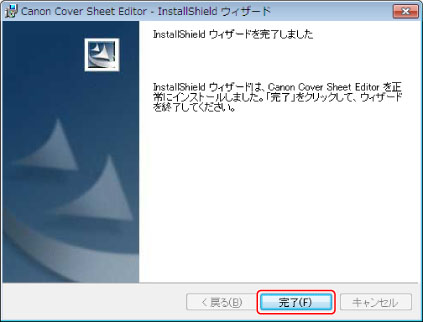 Canon Cover Sheet Editor - InstallShield ウィザード
InstallShield ウィザードを完了しました
InstallShield ウィザードは、Canon Cover Sheet Editor を正
常にインストールしました。「完了」をクリックして、ウィザード
を終了してください。
< 戻る(B)
完了(F)
キャンセル